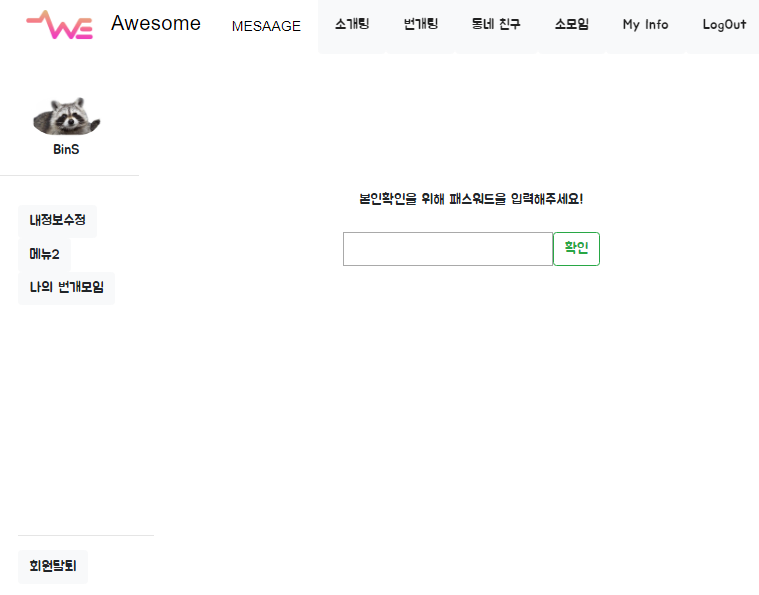 WE Awesome MESAAGE 소개팅 번개팅 동네 친구 소모임 My Info LogOut
BinS
본인확인을 위해 패스워드을 입력해주세요!
내정보수정
확인
메뉴2
나의 번개모임
회원탈퇴